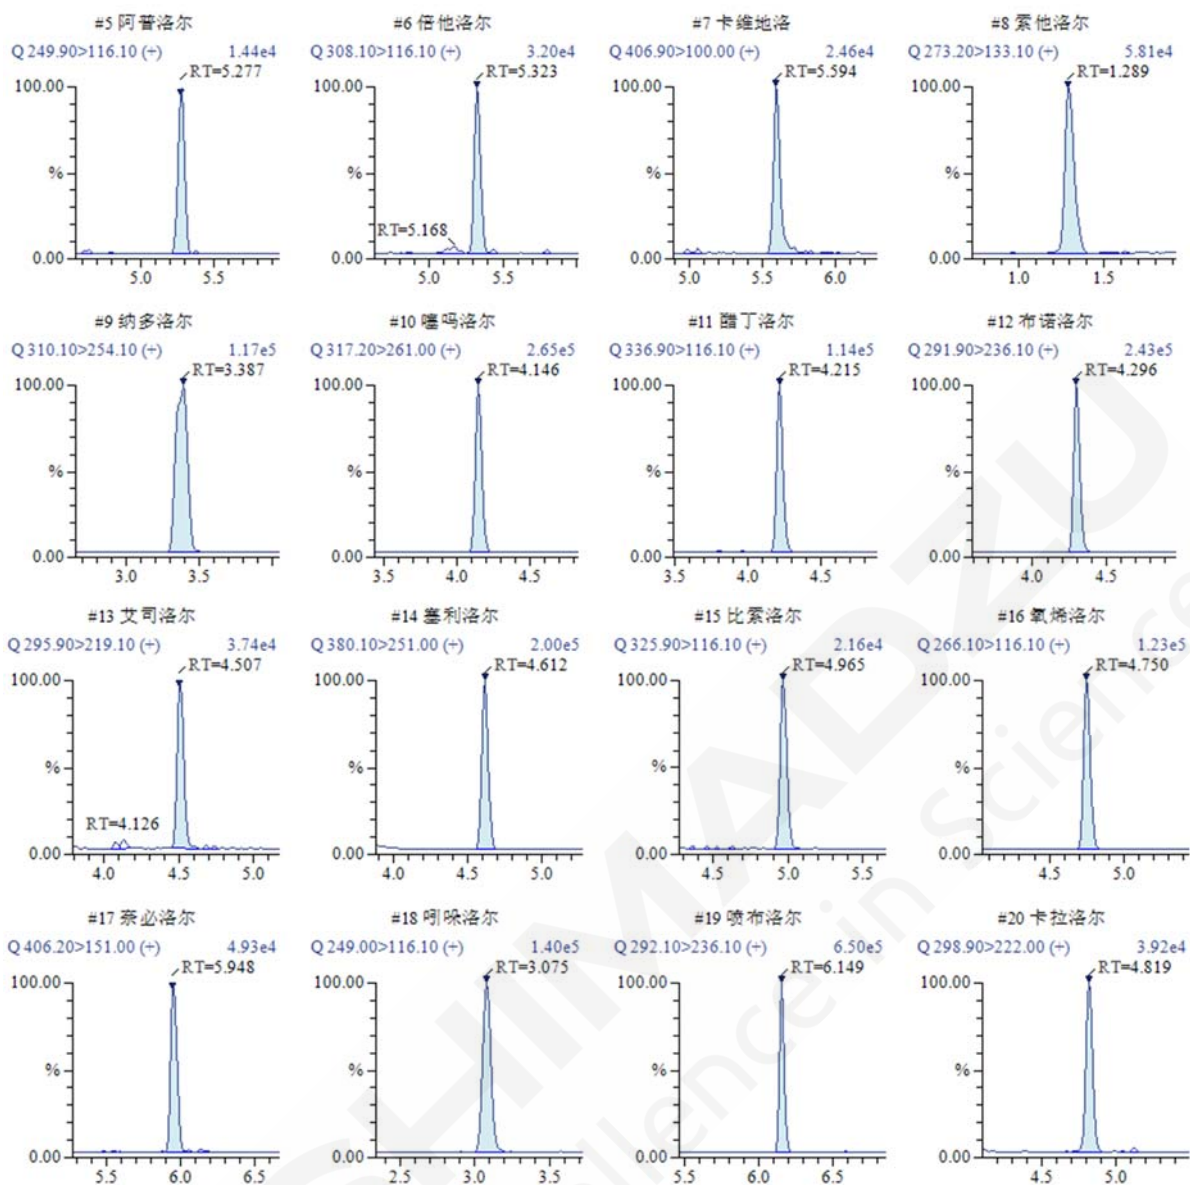 #5 阿普洛尔
Q 249.90>116.10 (+) 1.44e4
RT=5.277
100.00
%
0.00
5.0 5.5
#6 倍他洛尔
Q 308.10>116.10 (+) 3.20e4
RT=5.323
100.00
%
RT=5.168
0.00
5.0 5.5
#7 卡维地洛
Q 406.90>100.00 (+) 2.46e4
RT=5.594
100.00
%
0.00
5.0 5.5 6.0
#8 索他洛尔
Q 273.20>133.10 (+) 5.81e4
RT=1.289
100.00
%
0.00
1.0 1.5
#9 纳多洛尔
Q 310.10>254.10 (+) 1.17e5
RT=3.387
100.00
%
0.00
3.0 3.5
#10 噻吗洛尔
Q 317.20>261.00 (+) 2.65e5
RT=4.146
100.00
%
0.00
3.5 4.0 4.5
#11 醋丁洛尔
Q 336.90>116.10 (+) 1.14e5
RT=4.215
100.00
%
0.00
3.5 4.0 4.5
#12 布诺洛尔
Q 291.90>236.10 (+) 2.43e5
RT=4.296
100.00
%
0.00
4.0 4.5
#13 艾司洛尔
Q 295.90>219.10 (+) 3.74e4
RT=4.507
100.00
%
RT=4.126
0.00
4.0 4.5 5.0
#14 塞利洛尔
Q 380.10>251.00 (+) 2.00e5
RT=4.612
100.00
%
0.00
4.0 4.5 5.0
#15 比索洛尔
Q 325.90>116.10 (+) 2.16e4
RT=4.965
100.00
%
0.00
4.5 5.0 5.5
#16 氧烯洛尔
Q 266.10>116.10 (+) 1.23e5
RT=4.750
100.00
%
0.00
4.5 5.0
#17 奈必洛尔
Q 406.20>151.00 (+) 4.93e4
RT=5.948
100.00
%
0.00
5.5 6.0 6.5
#18 吲哚洛尔
Q 249.00>116.10 (+) 1.40e5
RT=3.075
100.00
%
0.00
2.5 3.0 3.5
#19 喷布洛尔
Q 292.10>236.10 (+) 6.50e5
RT=6.149
100.00
%
0.00
5.5 6.0 6.5
#20 卡拉洛尔
Q 298.90>222.00 (+) 3.92e4
RT=4.819
100.00
%
0.00
4.5 5.0
SHIMADZU
ellence in Science